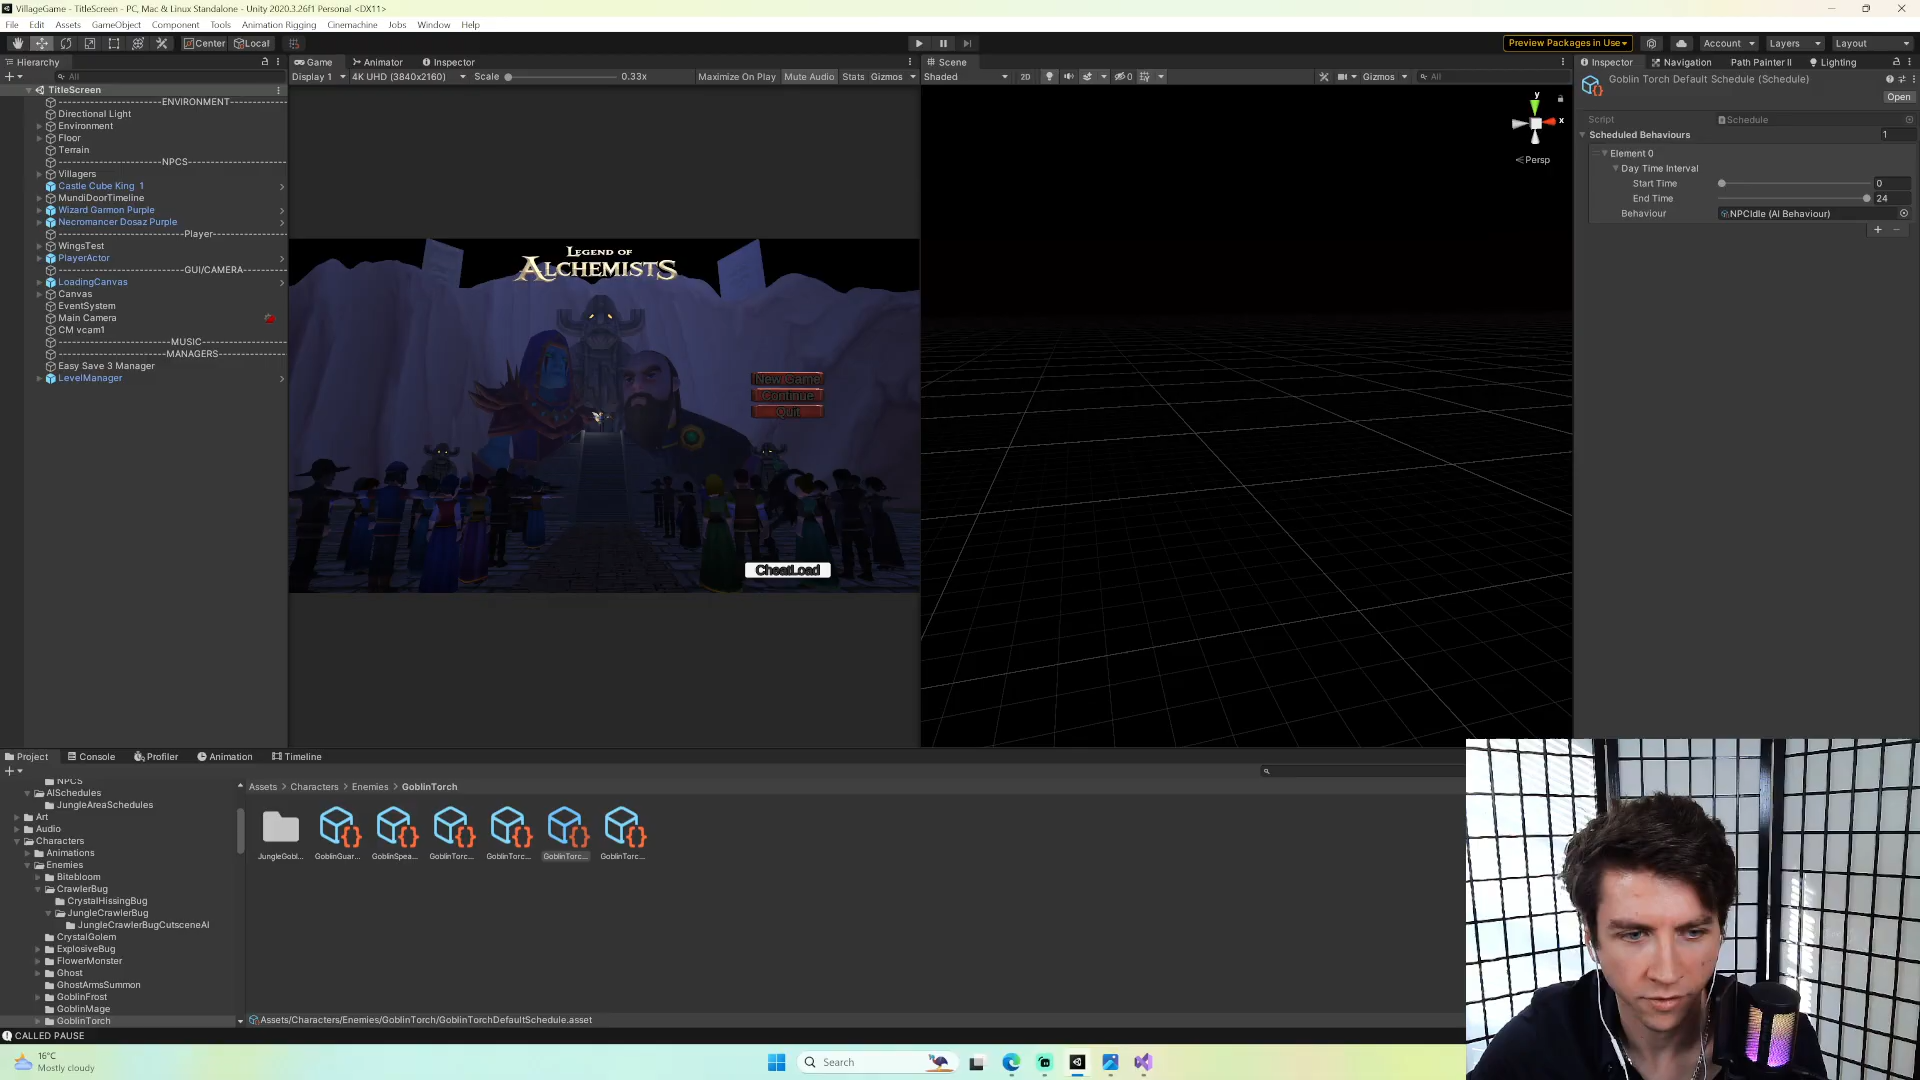 VillageGame - TitleScreen - PC, Mac & Linux Standalone - Unity 2020.3.26f1 Personal <DX11>
File Edit Assets GameObject Component Tools Animation Rigging Cinemachine Jobs Window Help
Center Local
Preview Packages in Use Account Layers Layout
Hierarchy
All
TitleScreen
-----------------------ENVIRONMENT------------------
Directional Light
Environment
Floor
Terrain
-----------------------NPCS-----------------------
Villagers
Castle Cube King 1
MundiDoorTimeline
Wizard Garmon Purple
Necromancer Dosaz Purple
----------------------------Player------------------
WingsTest
PlayerActor
----------------------------GUI/CAMERA--------------
LoadingCanvas
Canvas
EventSystem
Main Camera
CM vcam1
-------------------------MUSIC---------------------
------------------------MANAGERS----------------
Easy Save 3 Manager
LevelManager
Game Animator Inspector
Display 1 4K UHD (3840x2160) Scale 0.33x Maximize On Play Mute Audio Stats Gizmos
LEGEND OF
ALCHEMISTS
New Game
Continue
Quit
CheatLoad
Scene
Shaded 2D 0 Gizmos All
y
x
Persp
Inspector Navigation Path Painter II Lighting
Goblin Torch Default Schedule (Schedule)
Open
Script Schedule
Scheduled Behaviours 1
Element 0
Day Time Interval
Start Time 0
End Time 24
Behaviour NPCIdle (AI Behaviour)
Project Console Profiler Animation Timeline
NPCS
AISchedules
JungleAreaSchedules
Art
Audio
Characters
Animations
Enemies
Bitebloom
CrawlerBug
CrystalHissingBug
JungleCrawlerBug
JungleCrawlerBugCutsceneAI
CrystalGolem
ExplosiveBug
FlowerMonster
Ghost
GhostArmsSummon
GoblinFrost
GoblinMage
GoblinTorch
Assets > Characters > Enemies > GoblinTorch
JungleGobl... GoblinGuar... GoblinSpea... GoblinTorc... GoblinTorc... GoblinTorc... GoblinTorc...
Assets/Characters/Enemies/GoblinTorch/GoblinTorchDefaultSchedule.asset
CALLED PAUSE
16°C
Mostly cloudy
Search